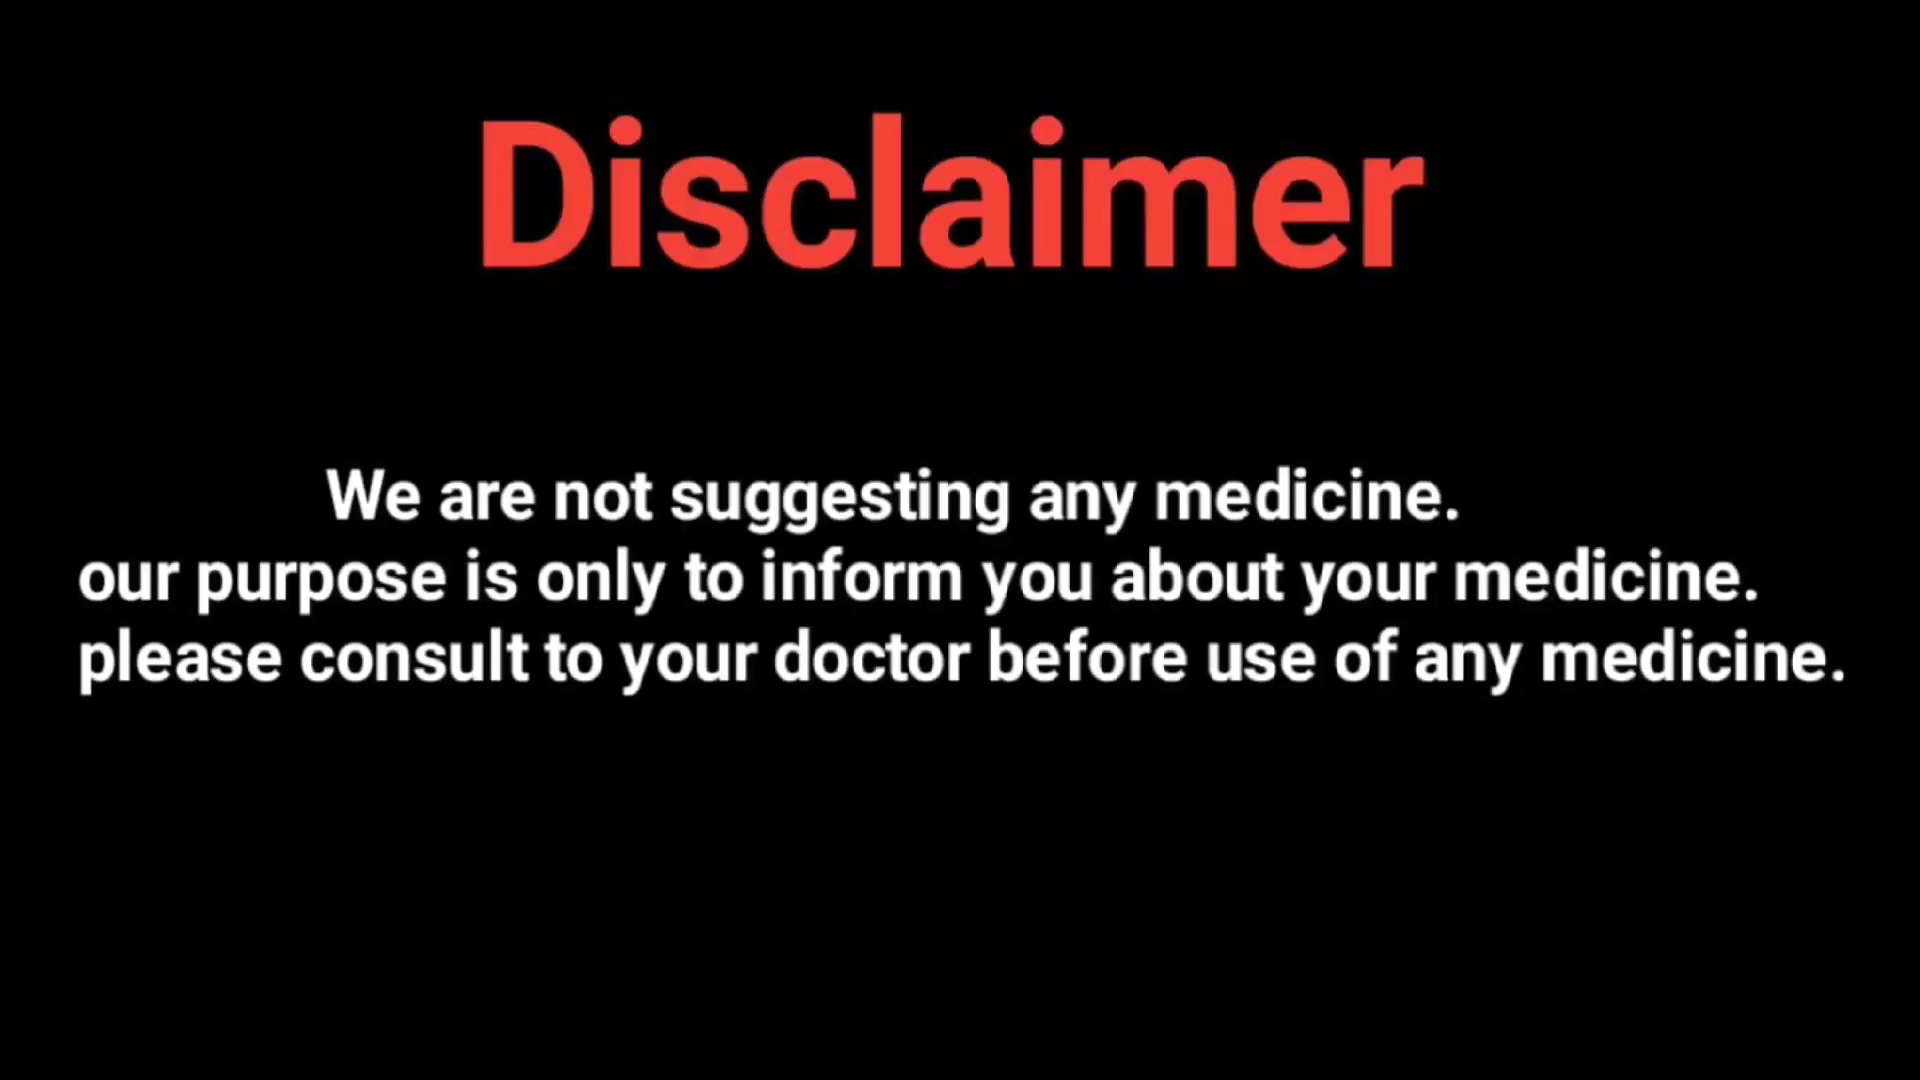 Disclaimer
We are not suggesting any medicine.
our purpose is only to inform you about your medicine.
please consult to your doctor before use of any medicine.